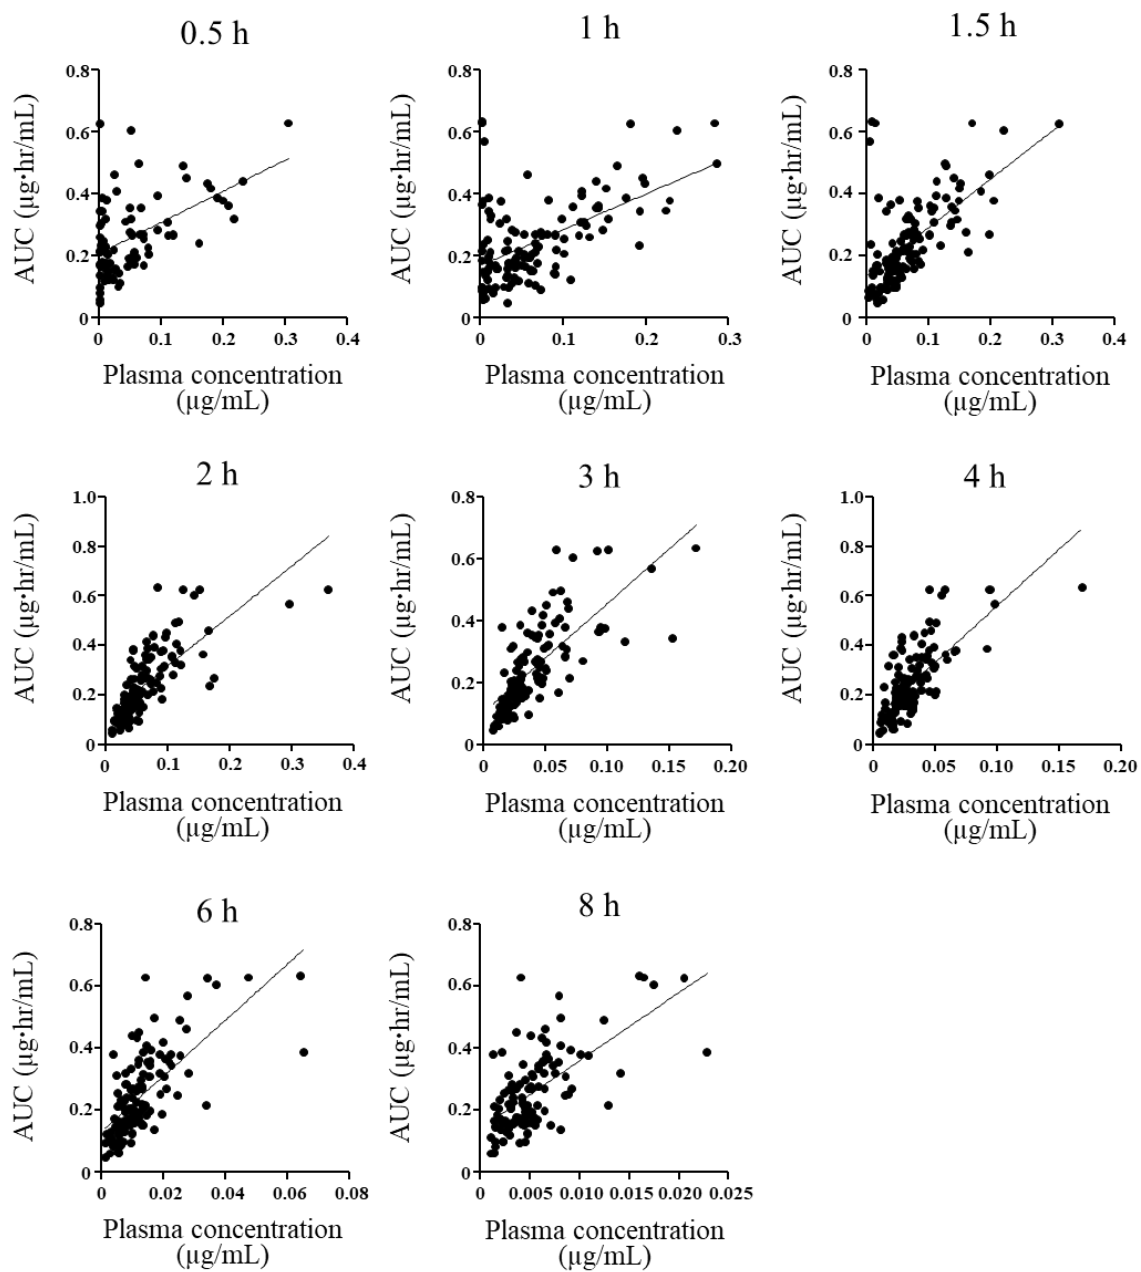 0.5 h
1 h
1.5 h
AUC (µg·hr/mL)
0.8
0.6
0.4
0.2
0
0
0.1
0.2
0.3
0.4
Plasma concentration
(µg/mL)
AUC (µg·hr/mL)
0.8
0.6
0.4
0.2
0
0
0.1
0.2
0.3
Plasma concentration
(µg/mL)
AUC (µg·hr/mL)
0.8
0.6
0.4
0.2
0
0
0.1
0.2
0.3
0.4
Plasma concentration
(µg/mL)
2 h
3 h
4 h
AUC (µg·hr/mL)
1.0
0.8
0.6
0.4
0.2
0
0
0.1
0.2
0.3
0.4
Plasma concentration
(µg/mL)
AUC (µg·hr/mL)
0.8
0.6
0.4
0.2
0
0
0.05
0.10
0.15
0.20
Plasma concentration
(µg/mL)
AUC (µg·hr/mL)
1.0
0.8
0.6
0.4
0.2
0
0
0.05
0.10
0.15
0.20
Plasma concentration
(µg/mL)
6 h
8 h
AUC (µg·hr/mL)
0.8
0.6
0.4
0.2
0
0
0.02
0.04
0.06
0.08
Plasma concentration
(µg/mL)
AUC (µg·hr/mL)
0.8
0.6
0.4
0.2
0
0
0.005
0.010
0.015
0.020
0.025
Plasma concentration
(µg/mL)